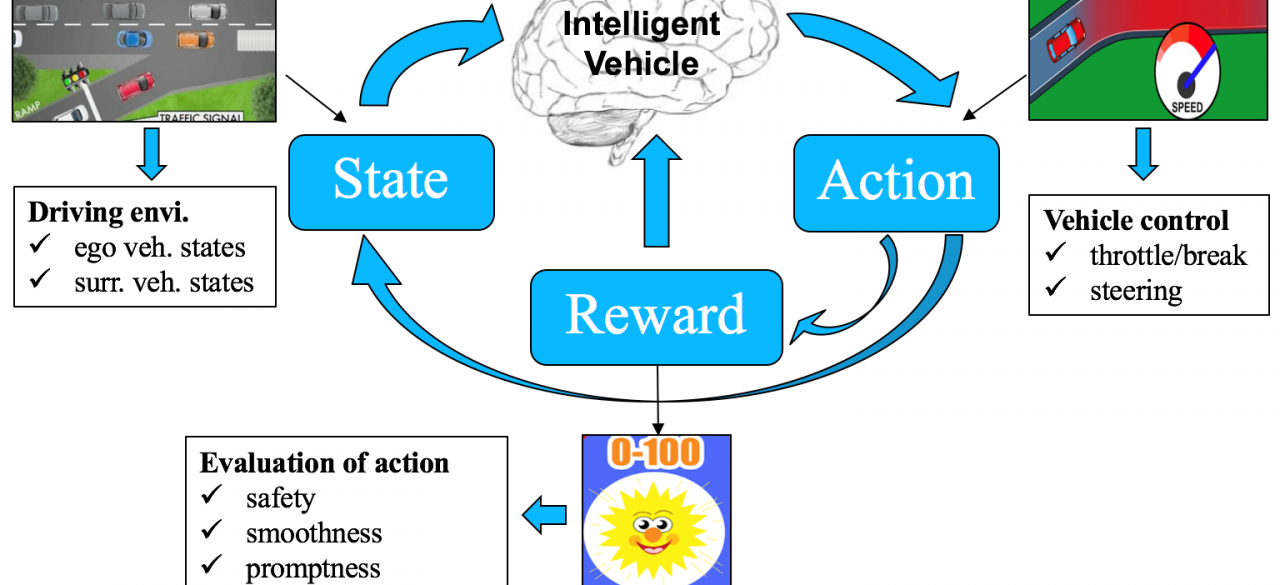 Intelligent
Vehicle
RAMP
TRAFFIC SIGNAL
SPEED
State
Action
Driving envi.
✓ ego veh. states
✓ surr. veh. states
Vehicle control
✓ throttle/break
✓ steering
Reward
0-100
Evaluation of action
✓ safety
✓ smoothness
✓ promptness